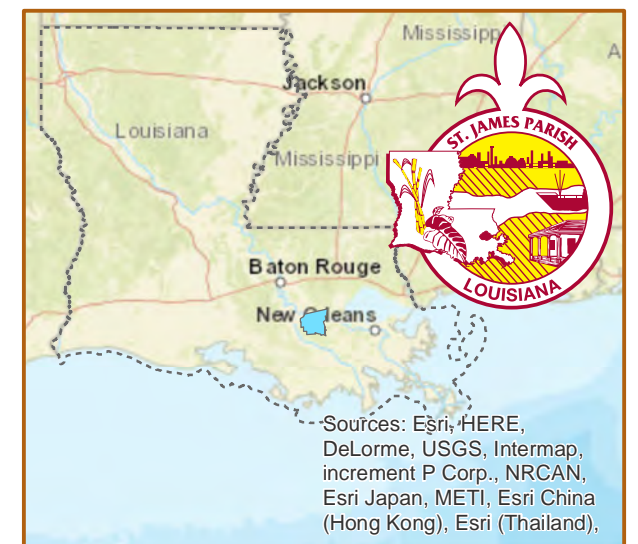 Mississipp
A
Jackson
Louisiana
Mississippi
ST. JAMES PARISH
LOUISIANA
Baton Rouge
New Orleans
Sources: Esri, HERE,
DeLorme, USGS, Intermap,
increment P Corp., NRCAN,
Esri Japan, METI, Esri China
(Hong Kong), Esri (Thailand),